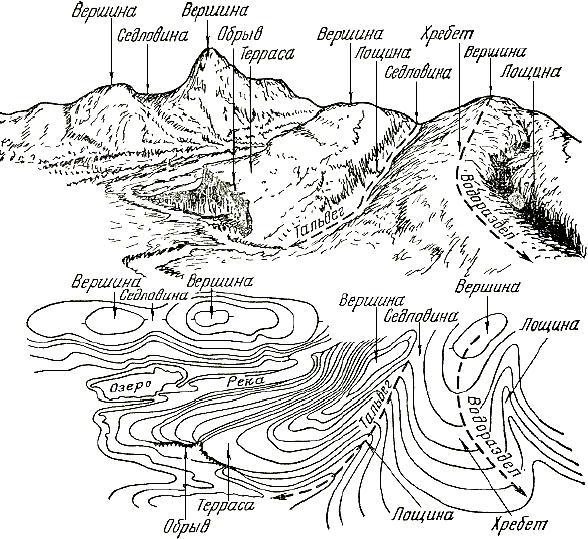 Вершина
Седловина
Вершина
Обрыв
Терраса
Вершина
Лощина
Седловина
Хребет
Вершина
Лощина
Тальвег
Водораздел
Вершина
Седловина
Вершина
Вершина
Седловина
Вершина
Лощина
Озеро
Река
Тальвег
Водораздел
Обрыв
Терраса
Лощина
Хребет